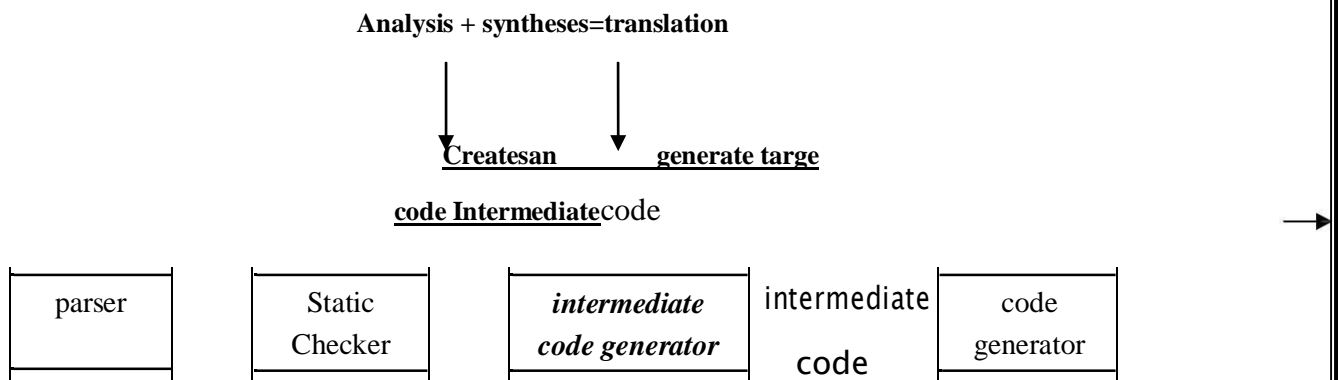 Analysis + syntheses=translation
Createsan generate targe
code Intermediatecode
parser Static intermediate intermediate code
Checker code generator code generator